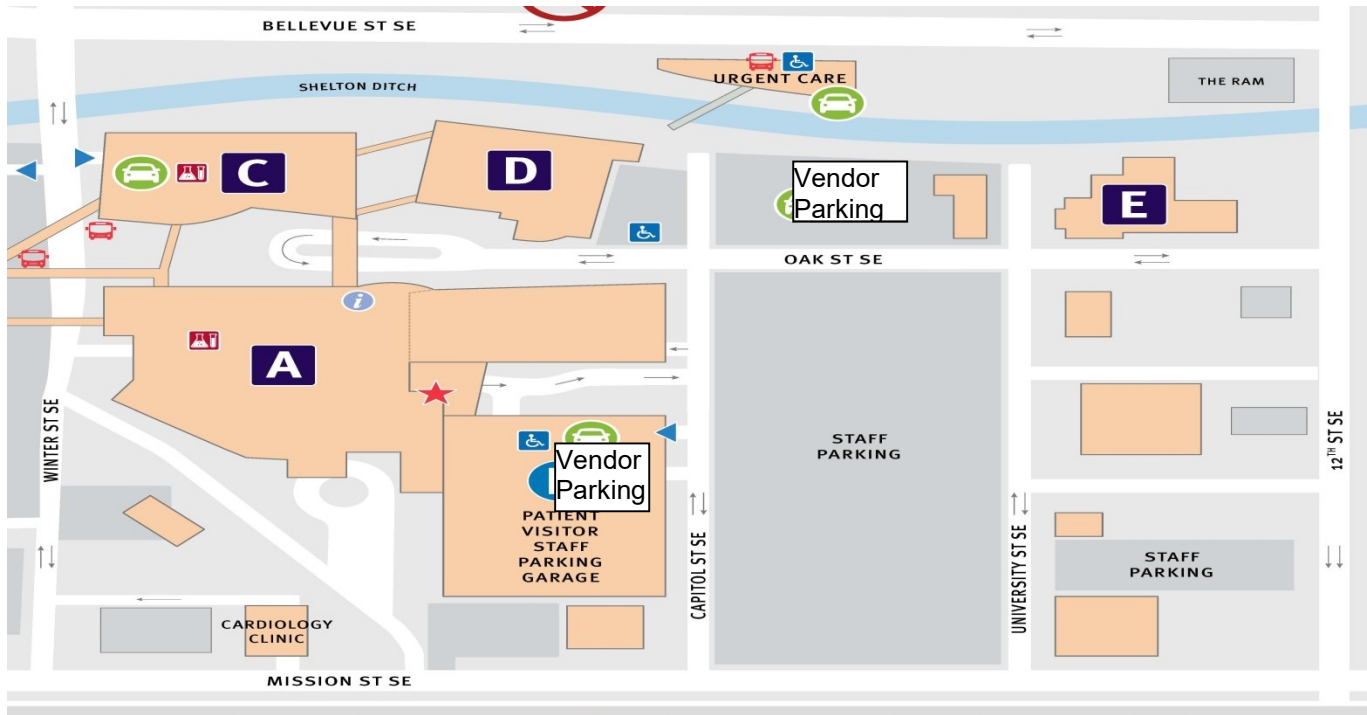 BELLEVUE ST SE
SHELTON DITCH
URGENT CARE
THE RAM
C
D
Vendor
Parking
E
OAK ST SE
i
A
WINTER ST SE
STAFF
PARKING
12TH ST SE
Vendor
Parking
PATIENT
VISITOR
STAFF
PARKING
GARAGE
CAPITOL ST SE
UNIVERSITY ST SE
STAFF
PARKING
CARDIOLOGY
CLINIC
MISSION ST SE